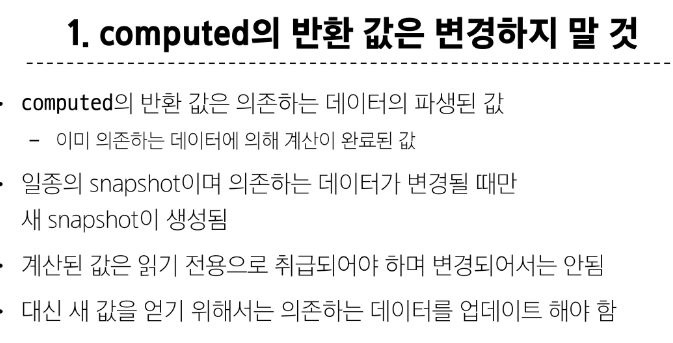 1. computed의 반환 값은 변경하지 말 것
• computed의 반환 값은 의존하는 데이터의 파생된 값
– 이미 의존하는 데이터에 의해 계산이 완료된 값
• 일종의 snapshot이며 의존하는 데이터가 변경될 때만
새 snapshot이 생성됨
• 계산된 값은 읽기 전용으로 취급되어야 하며 변경되어서는 안됨
• 대신 새 값을 얻기 위해서는 의존하는 데이터를 업데이트 해야 함